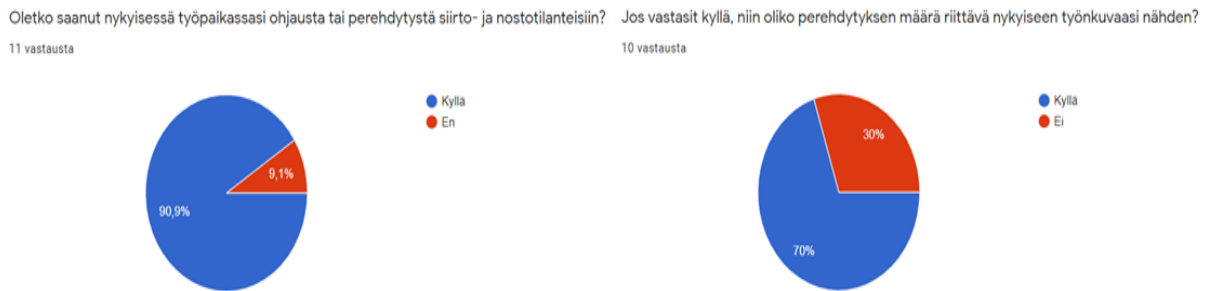 Oletko saanut nykyisessä työpaikassasi ohjausta tai perehdytystä siirto- ja nostotilanteisiin?
11 vastausta
Kyllä
En
9,1%
90,9%
Jos vastasit kyllä, niin oliko perehdytyksen määrä riittävä nykyiseen työnkuvaasi nähden?
10 vastausta
Kyllä
Ei
30%
70%